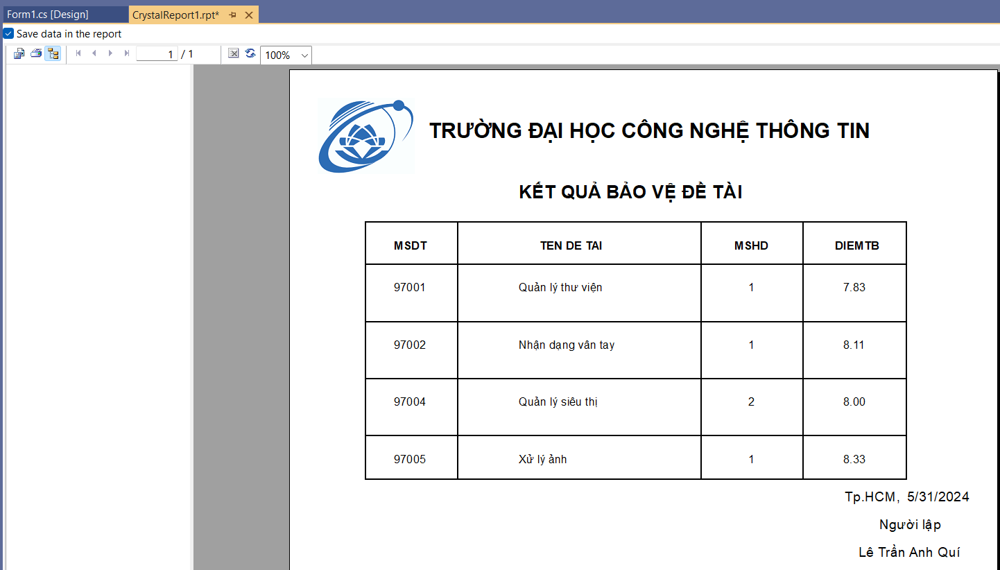 Form1.cs [Design] CrystalReport1.rpt*
Save data in the report
1 / 1 100%
TRƯỜNG ĐẠI HỌC CÔNG NGHỆ THÔNG TIN
KẾT QUẢ BẢO VỆ ĐỀ TÀI
MSDT TEN DE TAI MSHD DIEMTB
97001 Quản lý thư viện 1 7.83
97002 Nhận dạng vân tay 1 8.11
97004 Quản lý siêu thị 2 8.00
97005 Xử lý ảnh 1 8.33
Tp.HCM, 5/31/2024
Người lập
Lê Trần Anh Quí